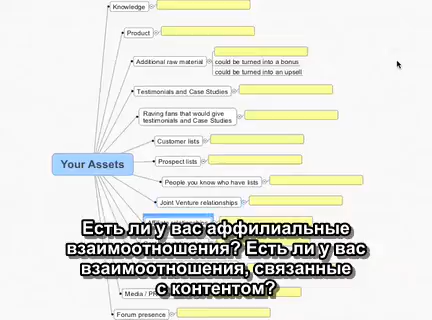 Knowledge
Product
Additional raw material
could be turned into a bonus
could be turned into an upsell
Testimonials and Case Studies
Raving fans that would give
testimonials and Case Studies
Customer lists
Your Assets
Prospect lists
People you know who have lists
Joint Venture relationships
Есть ли у вас аффилиальные
взаимоотношения? Есть ли у вас
взаимоотношения, связанные
с контентом?
Media / PR
Forum presence